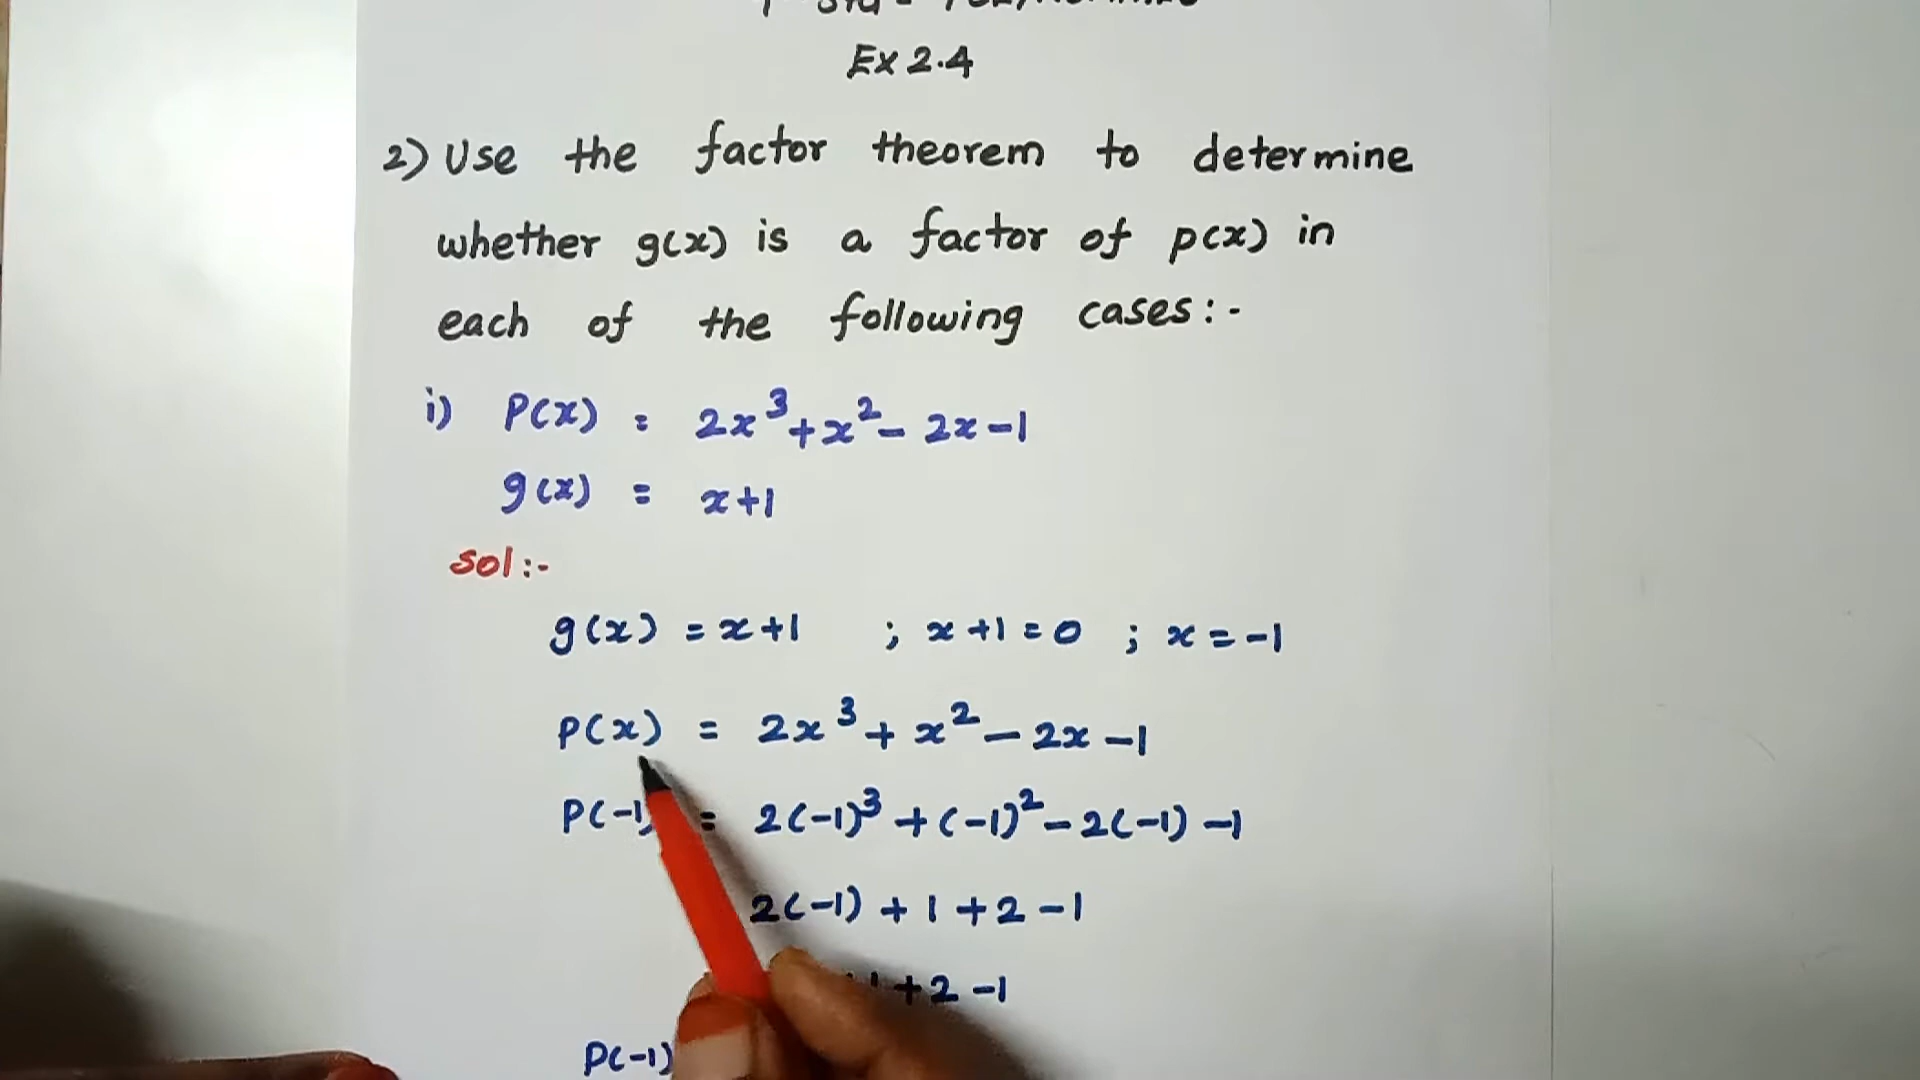 Ex 2.4
2) Use the factor theorem to determine
whether g(x) is a factor of p(x) in
each of the following cases:-
i) P(x) = 2x³+x²- 2x-1
g(x) = x+1
Sol:-
g(x) = x+1 ; x+1=0 ; x=-1
P(x) = 2x³ + x² - 2x -1
P(-1) = 2(-1)³ + (-1)² - 2(-1) -1
2(-1) + 1 + 2 - 1
+2 -1
P(-1)